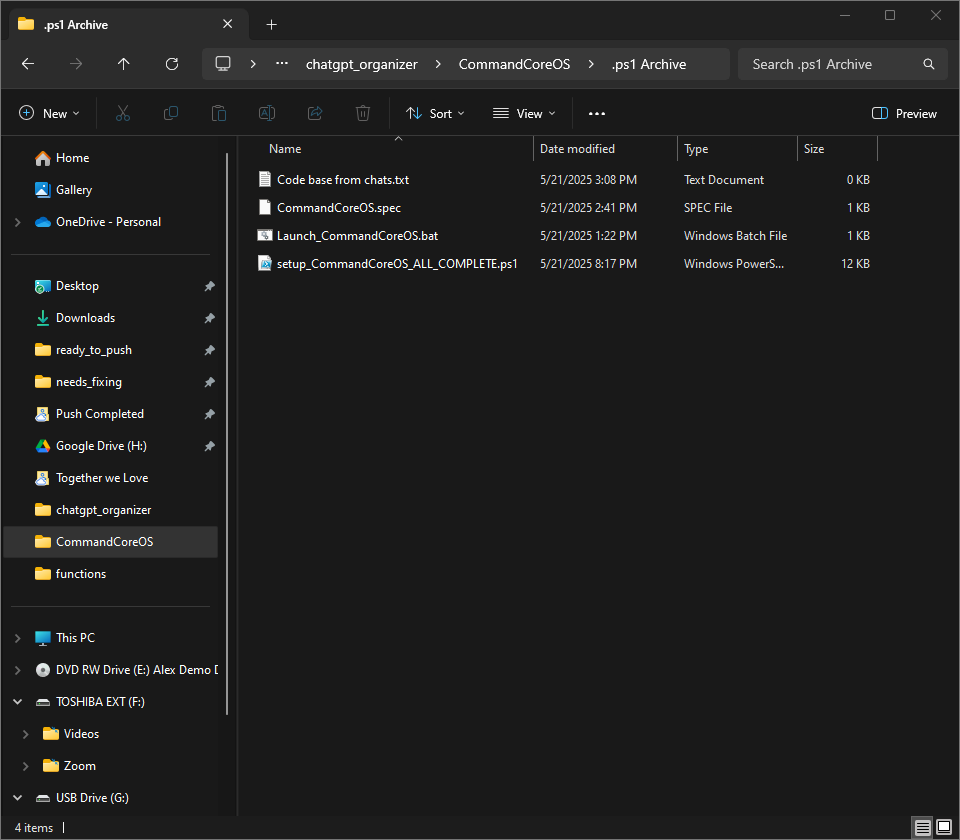 .ps1 Archive
chatgpt_organizer CommandCoreOS .ps1 Archive Search .ps1 Archive
New Sort View Preview
Name Date modified Type Size
Code base from chats.txt 5/21/2025 3:08 PM Text Document 0 KB
CommandCoreOS.spec 5/21/2025 2:41 PM SPEC File 1 KB
Launch_CommandCoreOS.bat 5/21/2025 1:22 PM Windows Batch File 1 KB
setup_CommandCoreOS_ALL_COMPLETE.ps1 5/21/2025 8:17 PM Windows PowerS... 12 KB
Home
Gallery
OneDrive - Personal
Desktop
Downloads
ready_to_push
needs_fixing
Push Completed
Google Drive (H:)
Together we Love
chatgpt_organizer
CommandCoreOS
functions
This PC
DVD RW Drive (E:) Alex Demo D
TOSHIBA EXT (F:)
Videos
Zoom
USB Drive (G:)
4 items